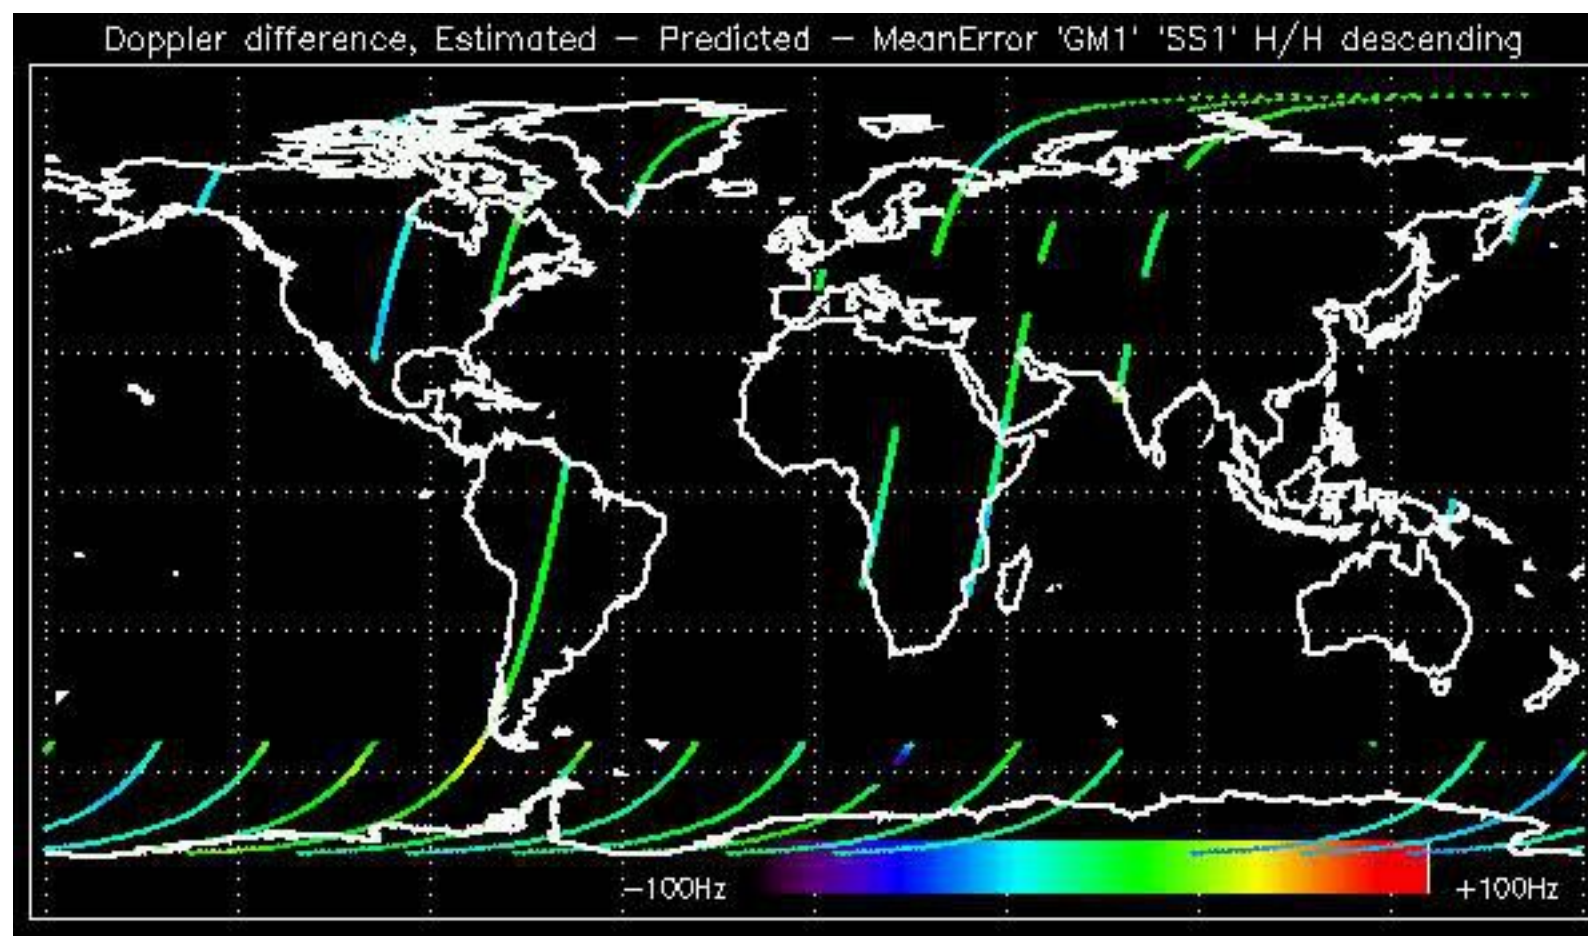 Doppler difference, Estimated – Predicted – MeanError 'GM1' 'SS1' H/H descending
–100Hz +100Hz